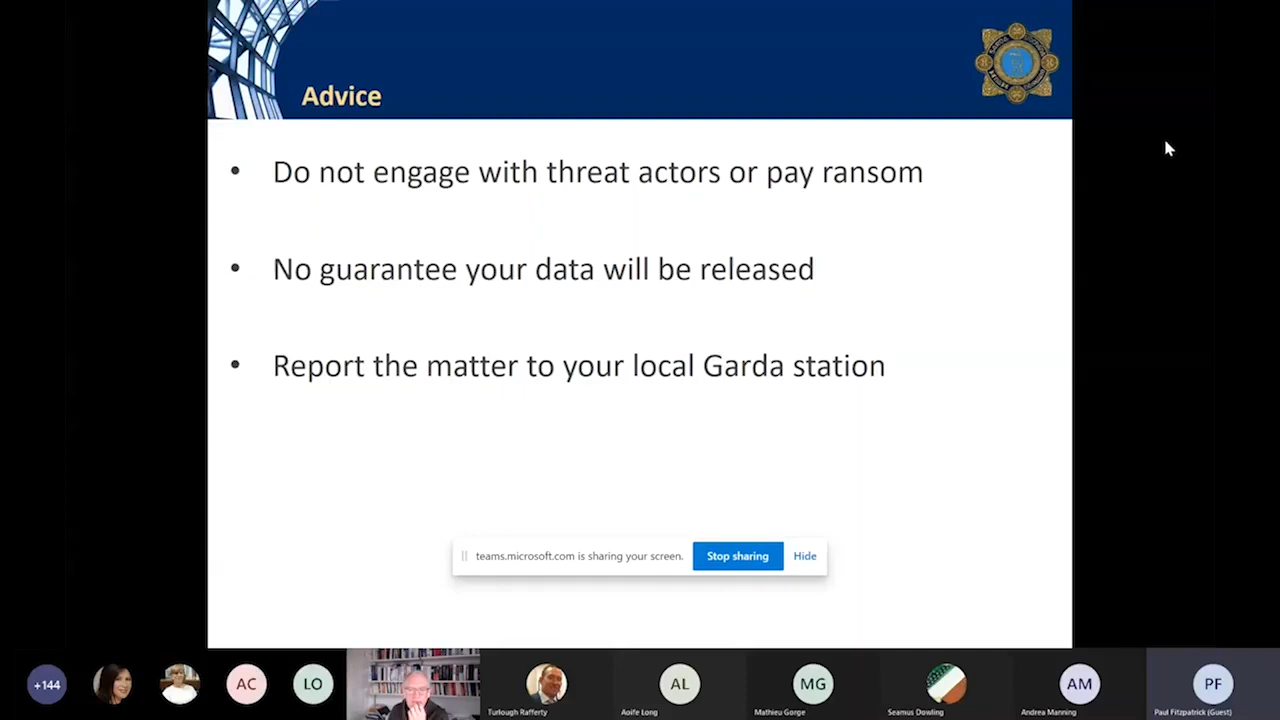 Advice
• Do not engage with threat actors or pay ransom
• No guarantee your data will be released
• Report the matter to your local Garda station
teams.microsoft.com is sharing your screen. Stop sharing Hide
+144 AC LO AL MG AM PF
Turlough Rafferty Aoife Long Mathieu Gorge Seamus Dowling Andrea Manning Paul Fitzpatrick (Guest)